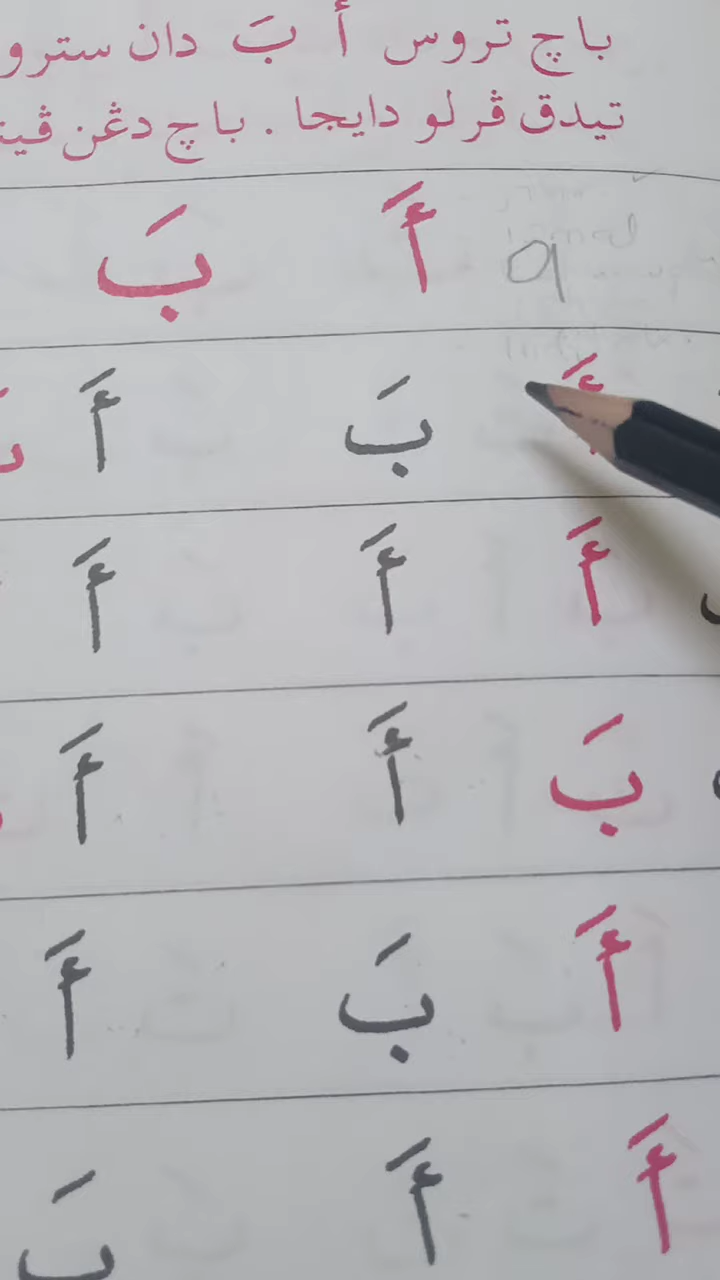 باچ تروس أَ بَ دان سترو
تيدق ڤرلو دايجا . باچ دڠن
أَ بَ
أَ بَ أَ
أَ أَ أَ
بَ أَ أَ
أَ بَ أَ
أَ أَ بَ